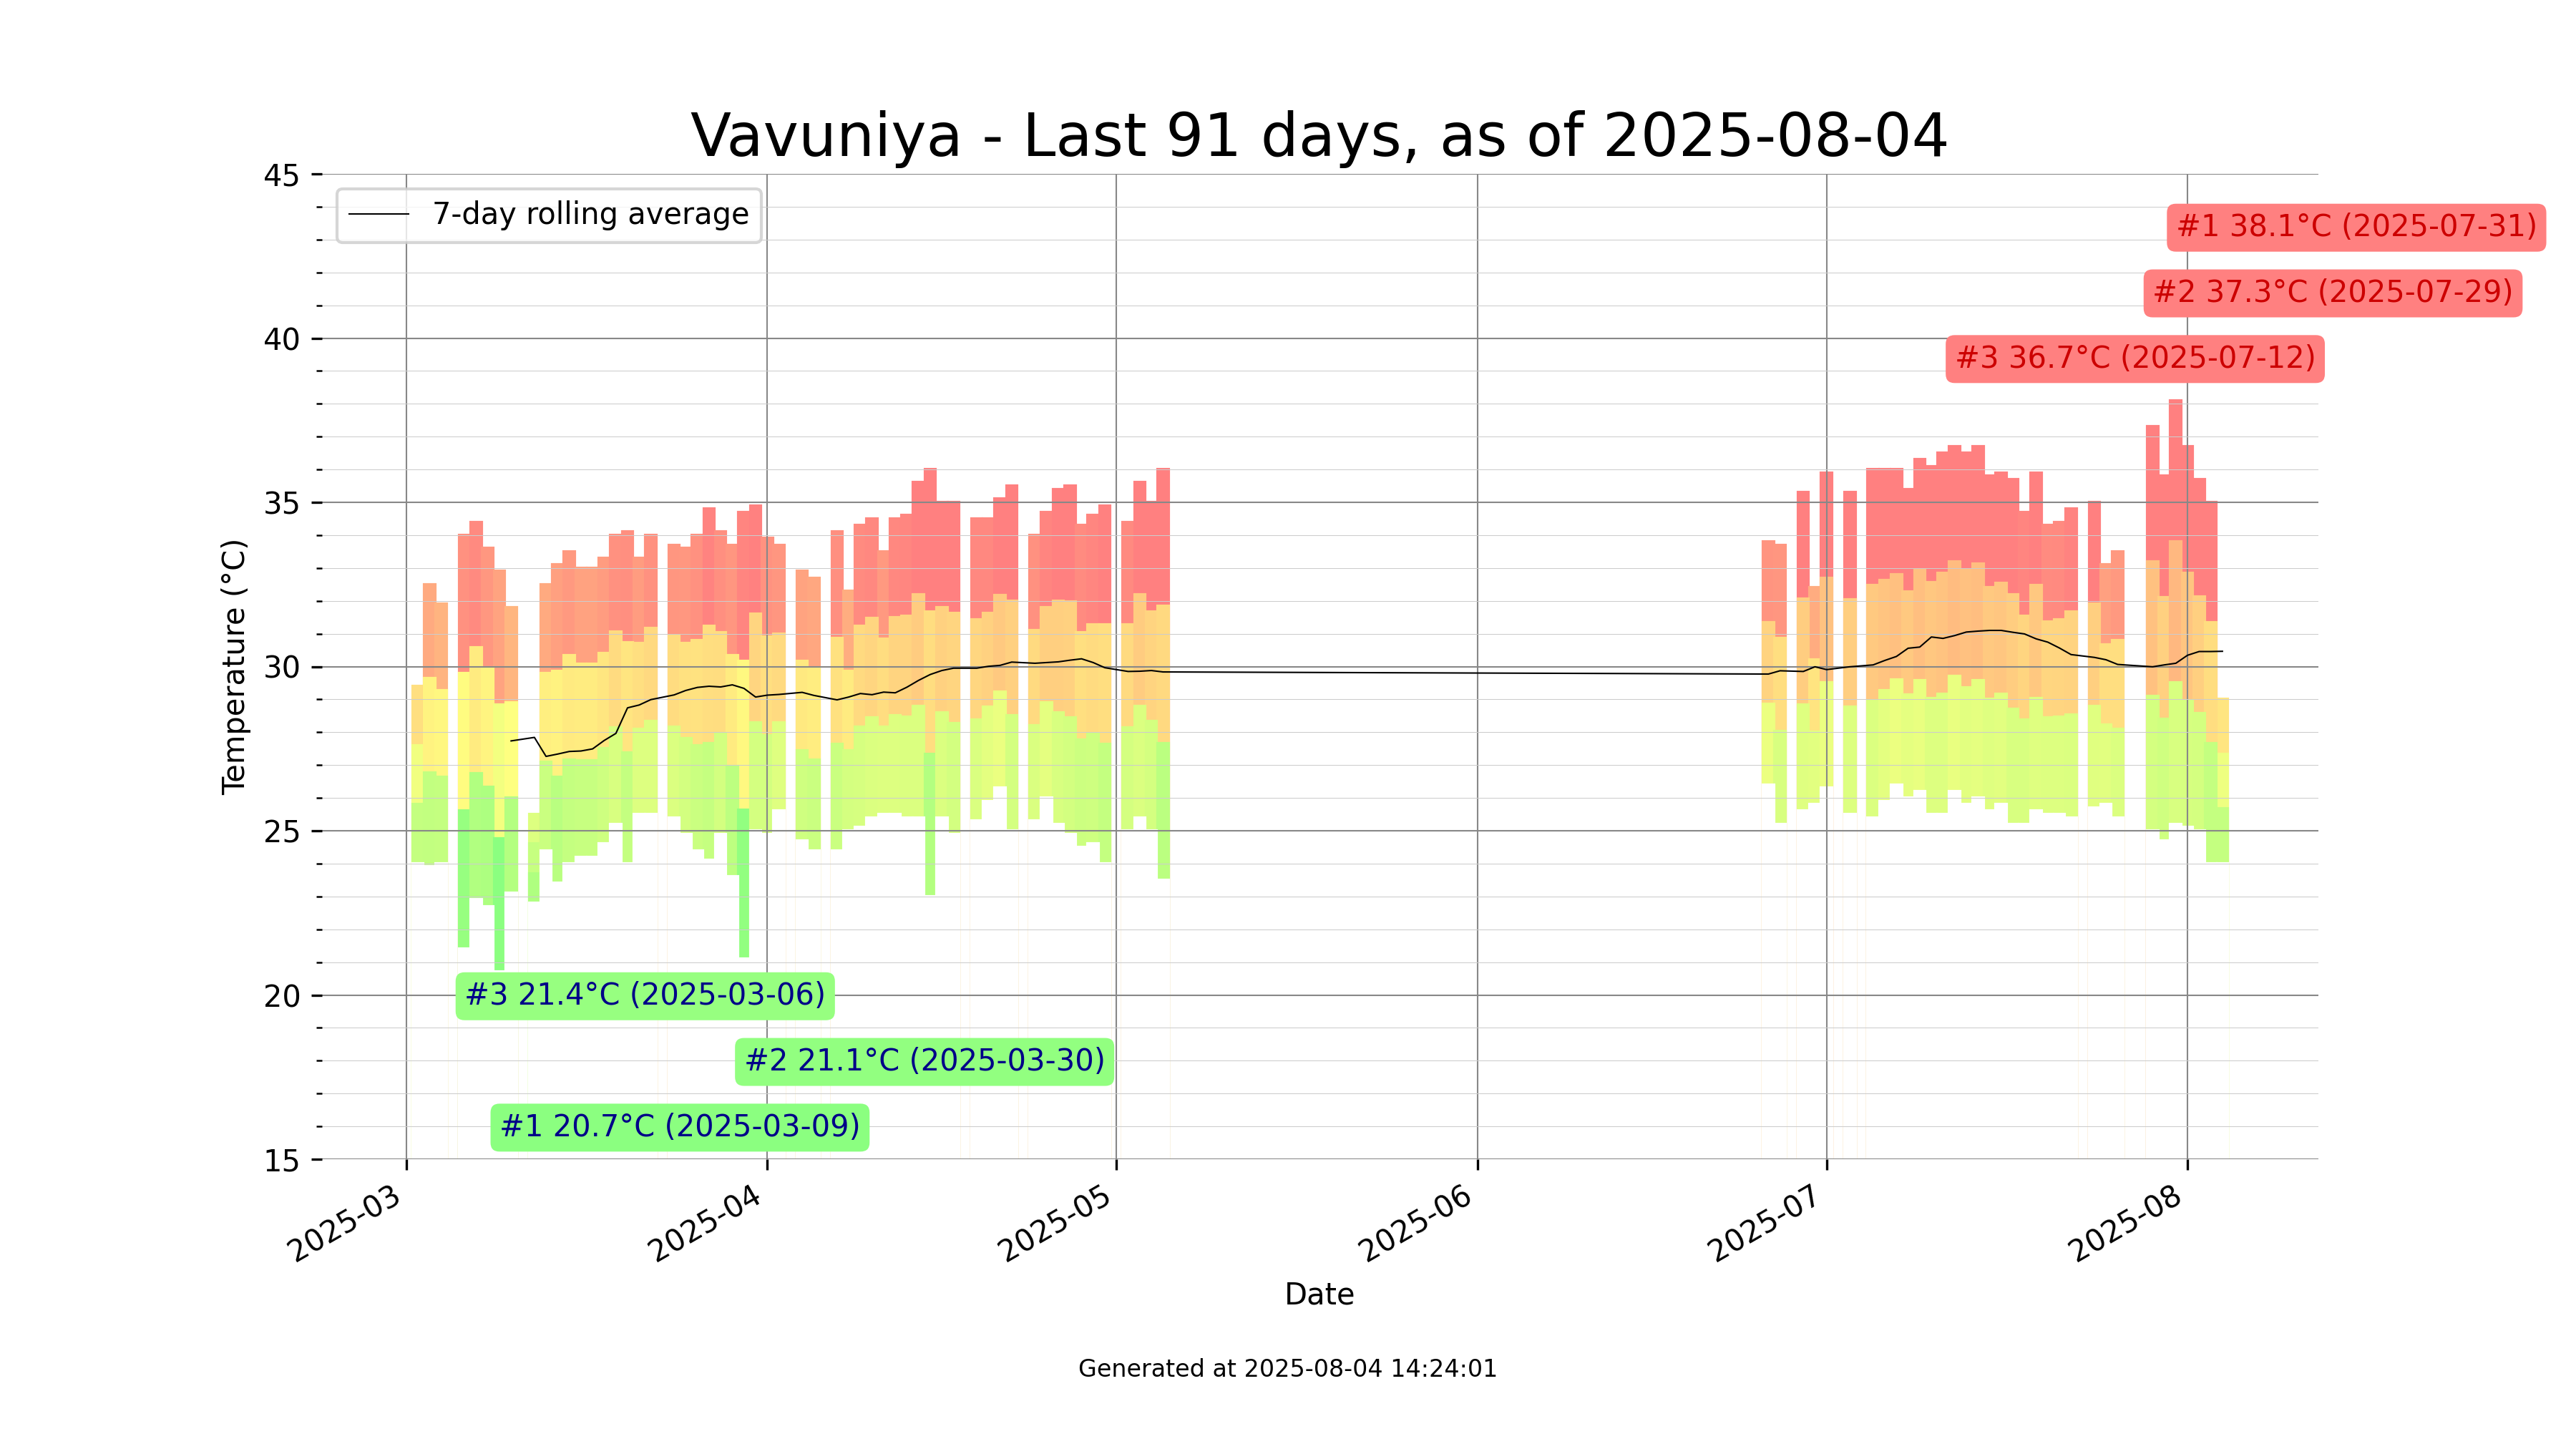 Vavuniya - Last 91 days, as of 2025-08-04
7-day rolling average
#1 38.1°C (2025-07-31)
#2 37.3°C (2025-07-29)
#3 36.7°C (2025-07-12)
45
40
35
30
25
20
15
Temperature (°C)
#3 21.4°C (2025-03-06)
#2 21.1°C (2025-03-30)
#1 20.7°C (2025-03-09)
2025-03
2025-04
2025-05
2025-06
2025-07
2025-08
Date
Generated at 2025-08-04 14:24:01